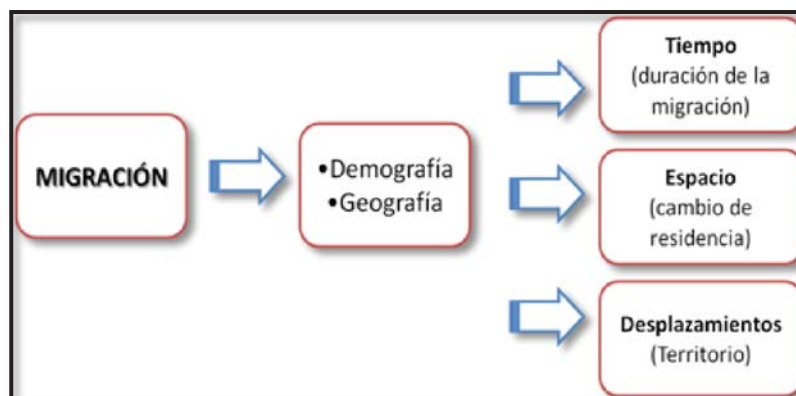 MIGRACIÓN
•Demografía
•Geografía
Tiempo
(duración de la
migración)
Espacio
(cambio de
residencia)
Desplazamientos
(Territorio)